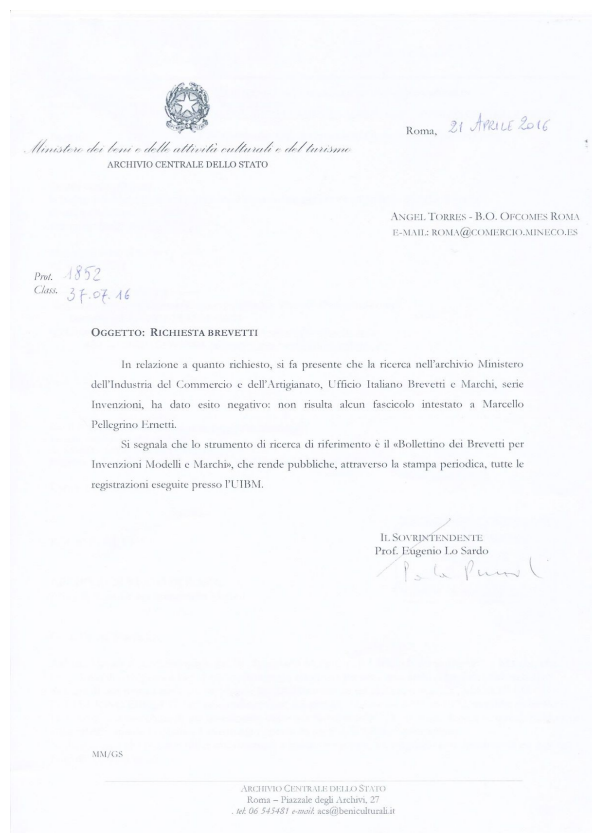 Roma, 21 APRILE 2016
Ministero dei beni e delle attività culturali e del turismo
ARCHIVIO CENTRALE DELLO STATO
ANGEL TORRES - B.O. OFCOMES ROMA
E-MAIL: ROMA@COMERCIO.MINECO.ES
Prot. 1852
Class. 37.07.16
OGGETTO: RICHIESTA BREVETTI
In relazione a quanto richiesto, si fa presente che la ricerca nell'archivio Ministero
dell'Industria del Commercio e dell'Artigianato, Ufficio Italiano Brevetti e Marchi, serie
Invenzioni, ha dato esito negativo: non risulta alcun fascicolo intestato a Marcello
Pellegrino Ernetti.
Si segnala che lo strumento di ricerca di riferimento è il «Bollettino dei Brevetti per
Invenzioni Modelli e Marchi», che rende pubbliche, attraverso la stampa periodica, tutte le
registrazioni eseguite presso l'UIBM.
IL SOVRINTENDENTE
Prof. Eugenio Lo Sardo
MM/GS
ARCHIVIO CENTRALE DELLO STATO
Roma – Piazzale degli Archivi, 27
tel: 06 545481 e-mail: acs@beniculturali.it